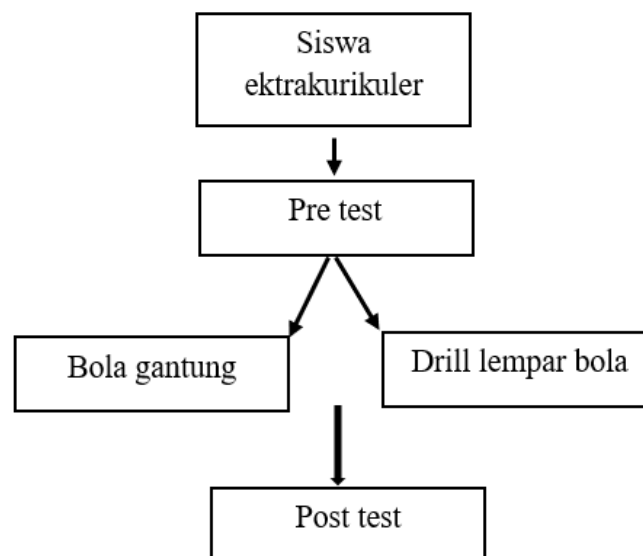 Siswa
ektrakurikuler
Pre test
Bola gantung
Drill lempar bola
Post test